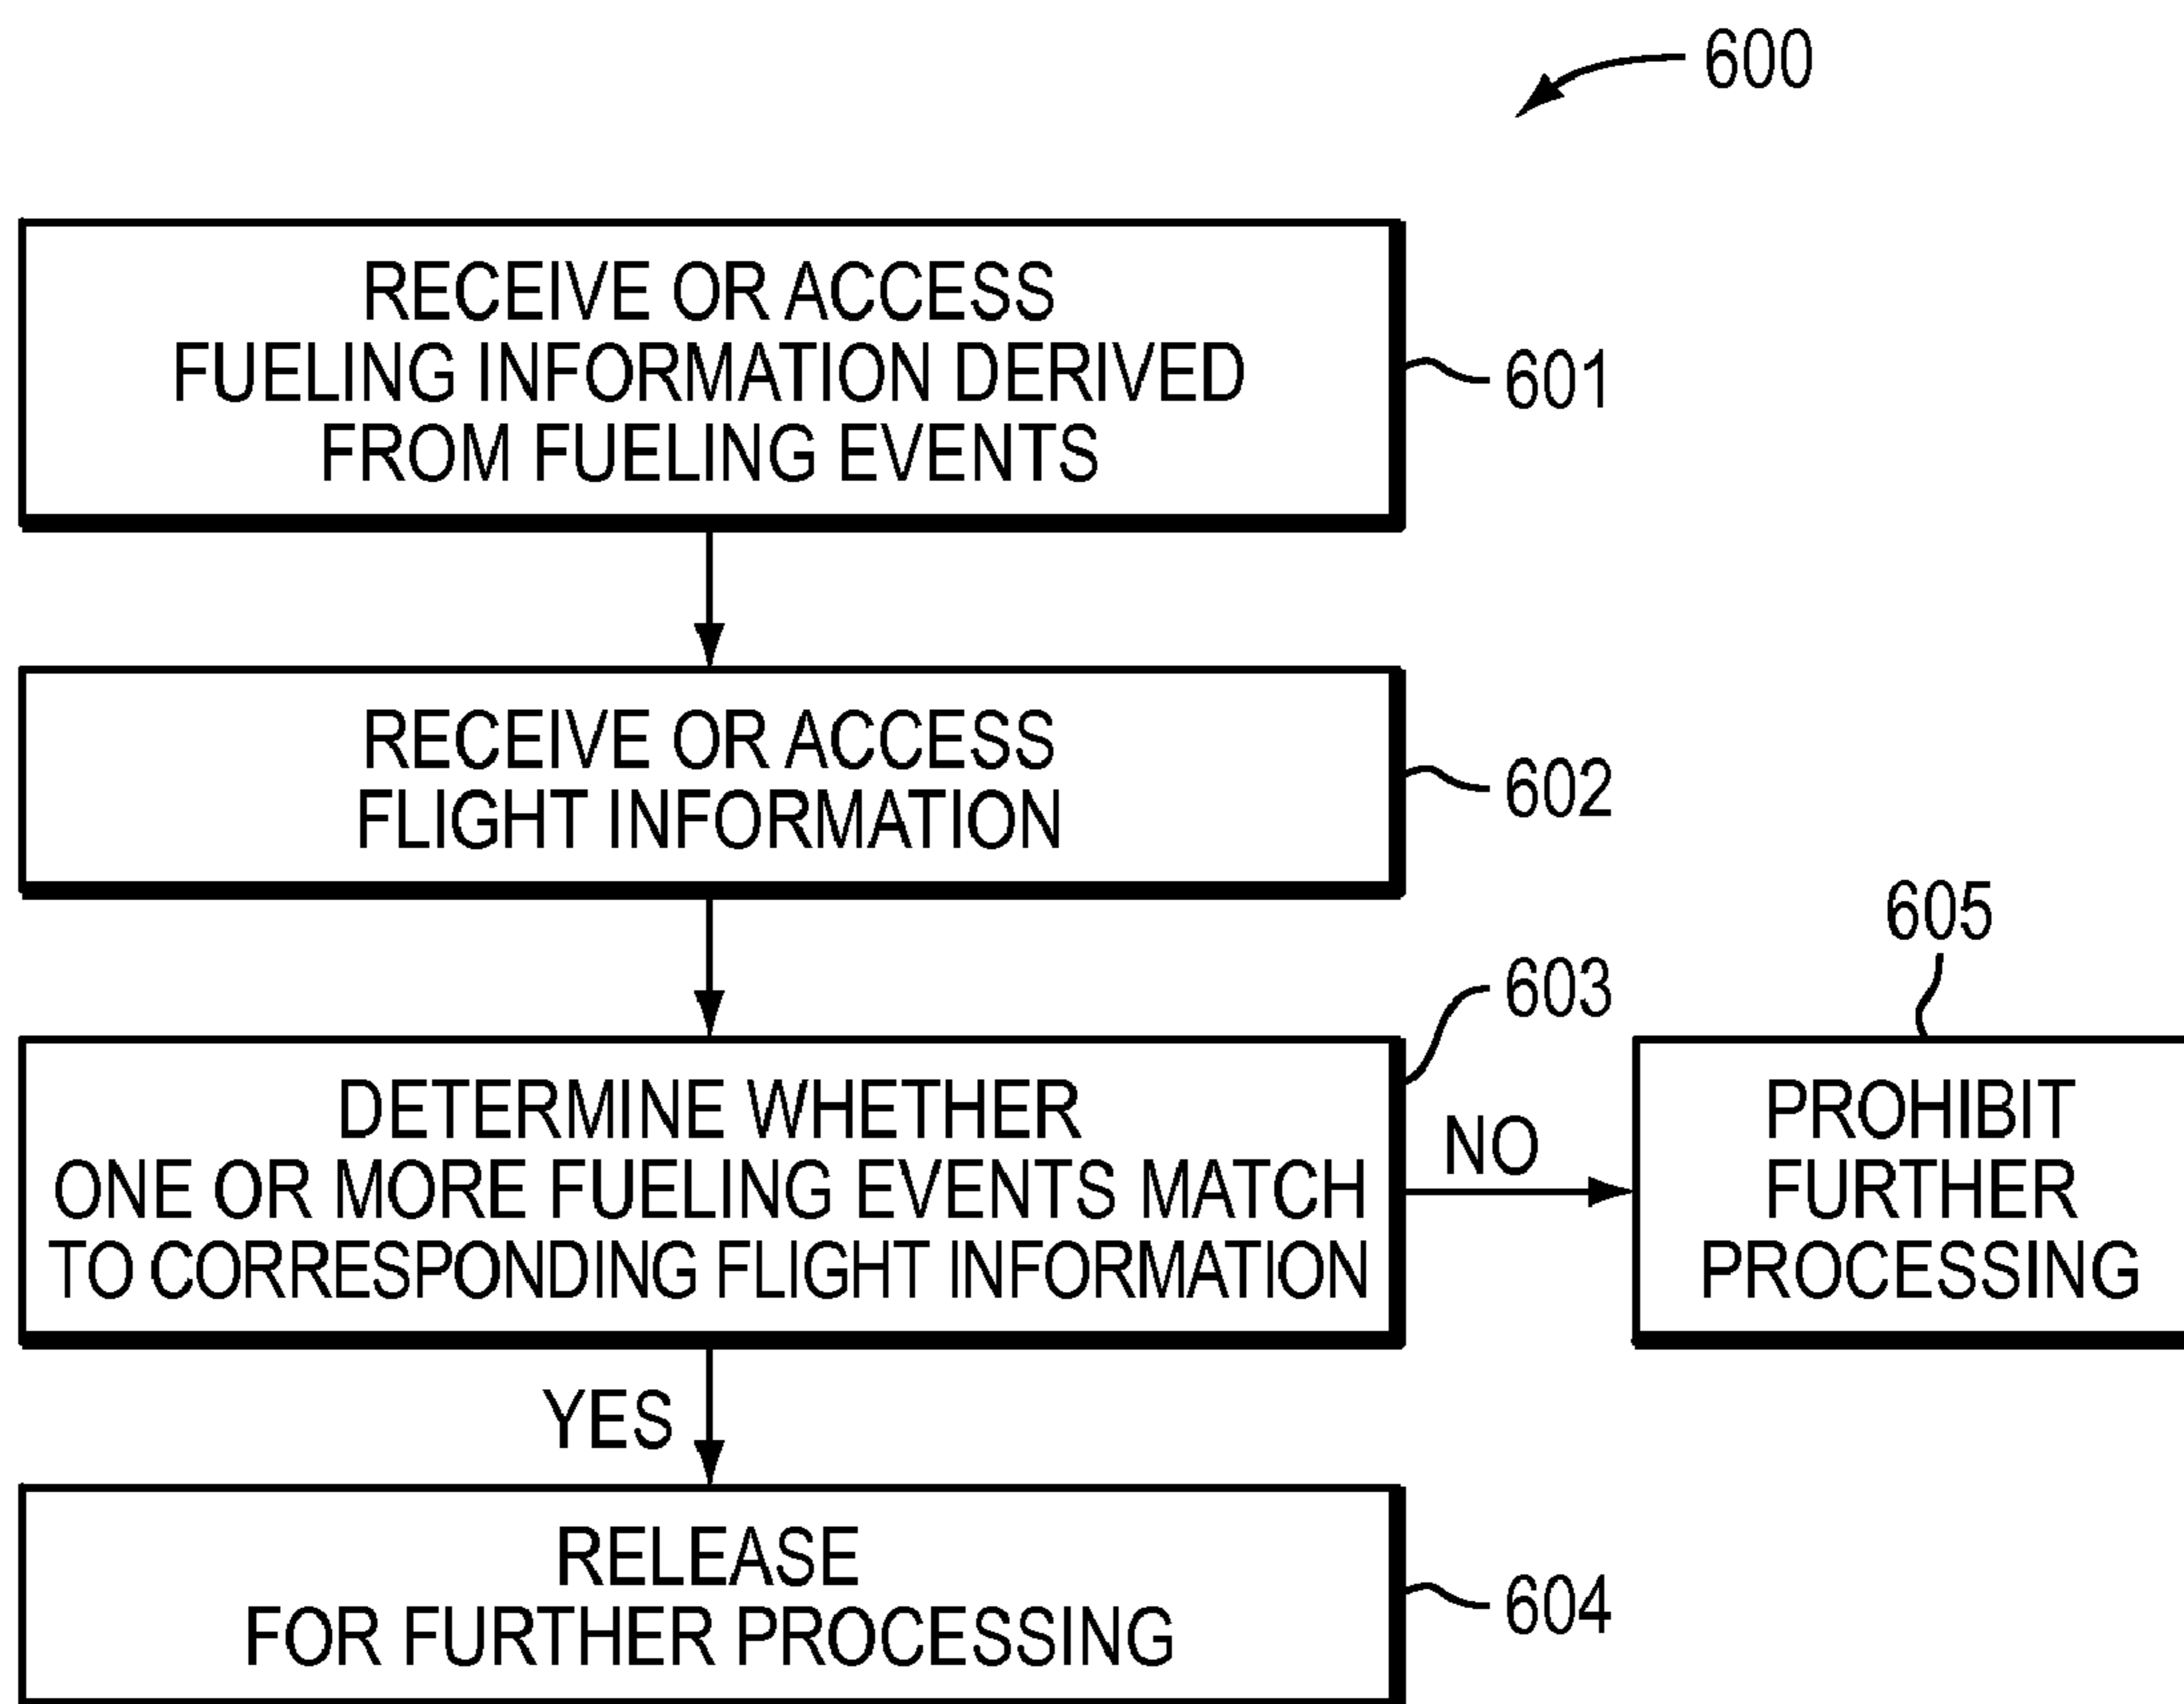 600
RECEIVE OR ACCESS
FUELING INFORMATION DERIVED
FROM FUELING EVENTS
601
RECEIVE OR ACCESS
FLIGHT INFORMATION
602
DETERMINE WHETHER
ONE OR MORE FUELING EVENTS MATCH
TO CORRESPONDING FLIGHT INFORMATION
603
NO
605
PROHIBIT
FURTHER
PROCESSING
YES
RELEASE
FOR FURTHER PROCESSING
604